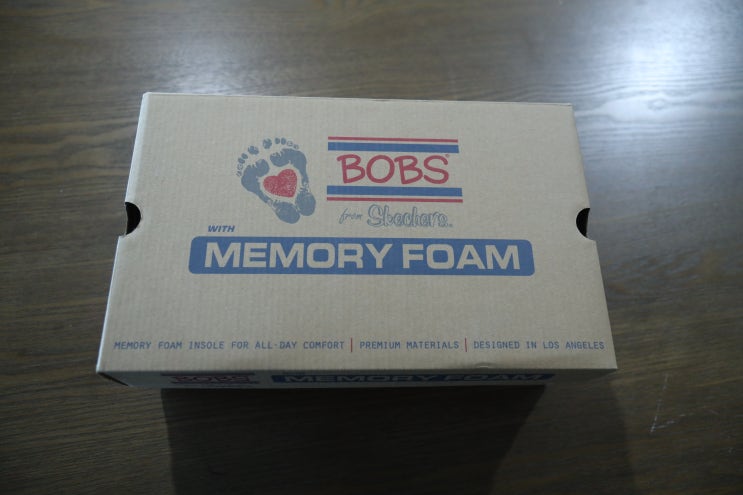 BOBS®
from Skechers™
WITH
MEMORY FOAM
MEMORY FOAM INSOLE FOR ALL-DAY COMFORT | PREMIUM MATERIALS | DESIGNED IN LOS ANGELES
BOBS MEMORY FOAM